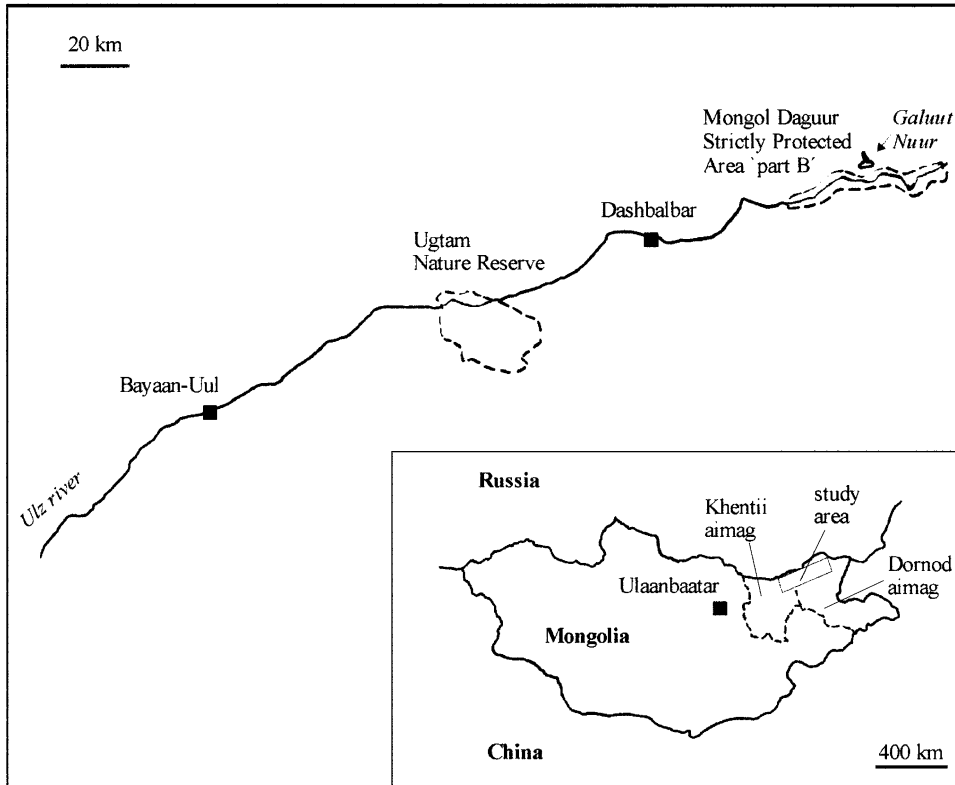 20 km
Mongol Daguur
Strictly Protected
Area `part B´
Galuut
Nuur
Dashbalbar
Ugtam
Nature Reserve
Bayaan-Uul
Ulz river
Russia
Khentii
aimag
study
area
Dornod
aimag
Ulaanbaatar
Mongolia
China
400 km